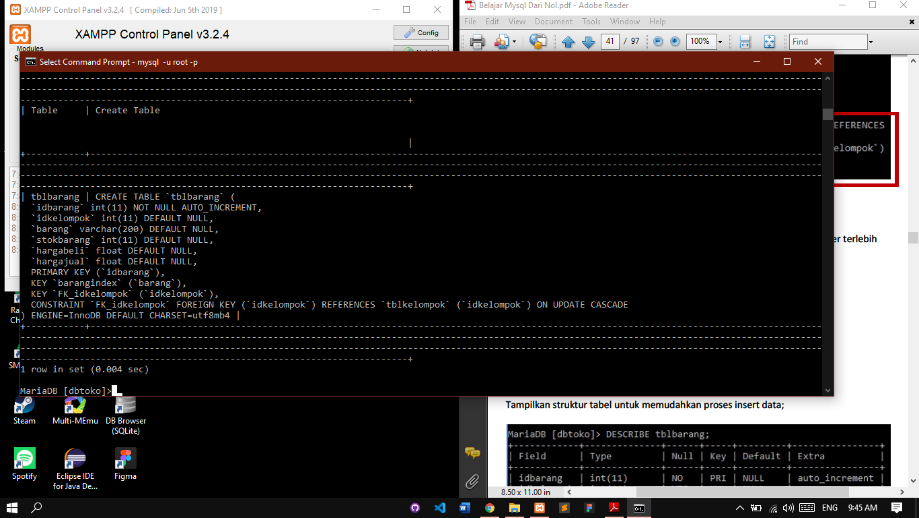 XAMPP Control Panel v3.2.4 [ Compiled: Jun 5th 2019 ]
XAMPP Control Panel v3.2.4
Config
Modules
Belajar Mysql Dari Nol.pdf - Adobe Reader
File Edit View Document Tools Window Help
41 / 97
100%
Find
Select Command Prompt - mysql -u root -p
| Table | Create Table
|
| tblbarang | CREATE TABLE `tblbarang` (
`idbarang` int(11) NOT NULL AUTO_INCREMENT,
`idkelompok` int(11) DEFAULT NULL,
`barang` varchar(200) DEFAULT NULL,
`stokbarang` int(11) DEFAULT NULL,
`hargabeli` float DEFAULT NULL,
`hargajual` float DEFAULT NULL,
PRIMARY KEY (`idbarang`),
KEY `barangindex` (`barang`),
KEY `FK_idkelompok` (`idkelompok`),
CONSTRAINT `FK_idkelompok` FOREIGN KEY (`idkelompok`) REFERENCES `tblkelompok` (`idkelompok`) ON UPDATE CASCADE
) ENGINE=InnoDB DEFAULT CHARSET=utf8mb4 |
1 row in set (0.004 sec)
MariaDB [dbtoko]>
EFERENCES
elompok`)
er terlebih
Tampilkan struktur tabel untuk memudahkan proses insert data;
MariaDB [dbtoko]> DESCRIBE tblbarang;
| Field | Type | Null | Key | Default | Extra |
| idbarang | int(11) | NO | PRI | NULL | auto_increment |
8.50 x 11.00 in
Steam
Multi-MEmu
DB Browser
(SQLite)
Spotify
Eclipse IDE
for Java De...
Figma
ENG
9:45 AM